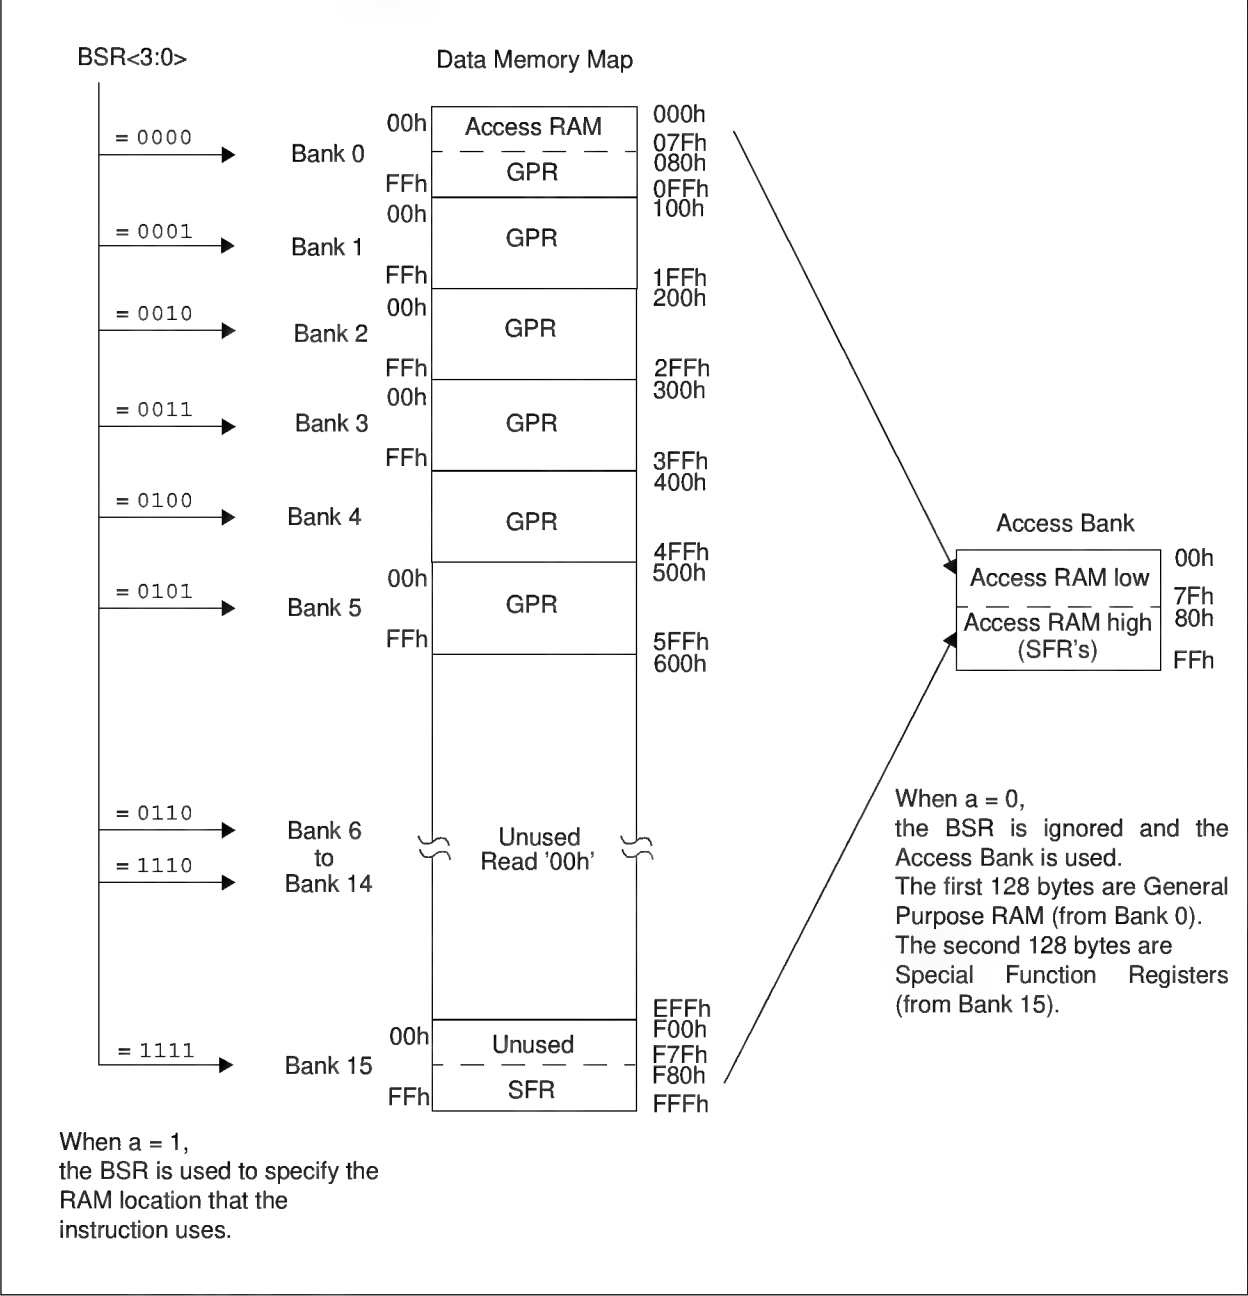 BSR<3:0>
Data Memory Map
= 0000
Bank 0
00h
Access RAM
000h
07Fh
080h
GPR
FFh
0FFh
= 0001
Bank 1
00h
100h
GPR
FFh
1FFh
= 0010
Bank 2
00h
200h
GPR
FFh
2FFh
= 0011
Bank 3
00h
300h
GPR
FFh
3FFh
= 0100
Bank 4
400h
GPR
4FFh
= 0101
Bank 5
00h
500h
GPR
FFh
5FFh
600h
= 0110
Bank 6
to
= 1110
Bank 14
Unused
Read '00h'
EFFh
= 1111
Bank 15
00h
F00h
Unused
F7Fh
F80h
SFR
FFh
FFFh
Access Bank
00h
Access RAM low
7Fh
80h
Access RAM high
(SFR's)
FFh
When a = 0,
the BSR is ignored and the
Access Bank is used.
The first 128 bytes are General
Purpose RAM (from Bank 0).
The second 128 bytes are
Special Function Registers
(from Bank 15).
When a = 1,
the BSR is used to specify the
RAM location that the
instruction uses.